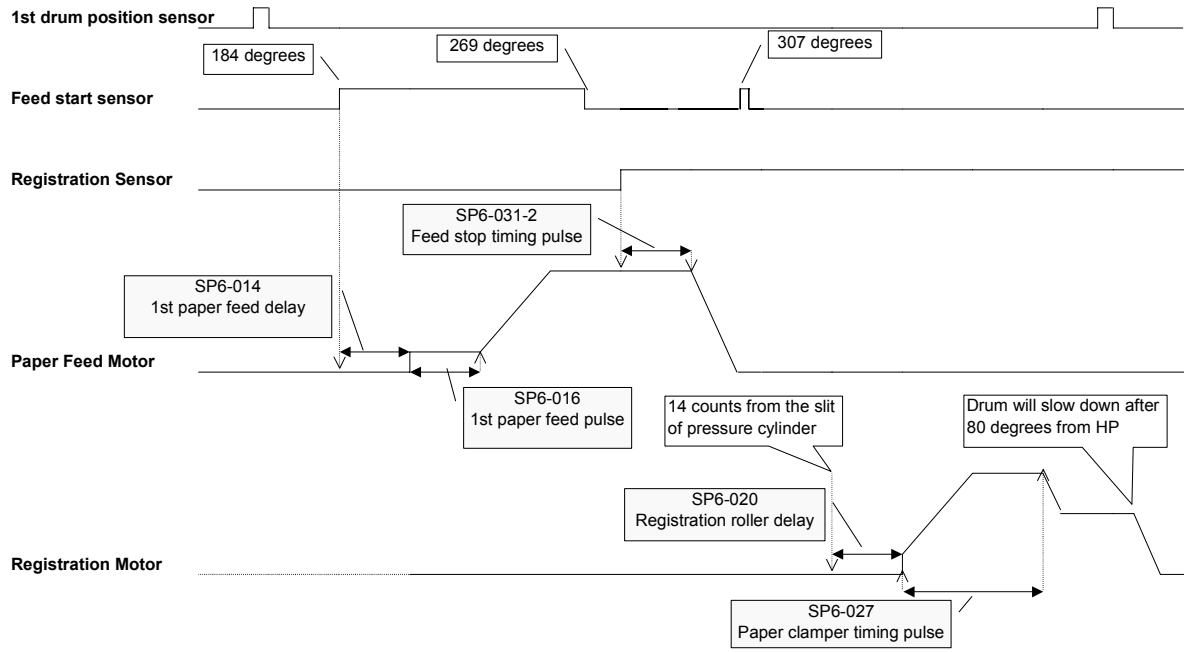 1st drum position sensor
184 degrees
269 degrees
307 degrees
Feed start sensor
Registration Sensor
SP6-031-2
Feed stop timing pulse
SP6-014
1st paper feed delay
Paper Feed Motor
SP6-016
1st paper feed pulse
14 counts from the slit
of pressure cylinder
Drum will slow down after
80 degrees from HP
SP6-020
Registration roller delay
Registration Motor
SP6-027
Paper clamper timing pulse